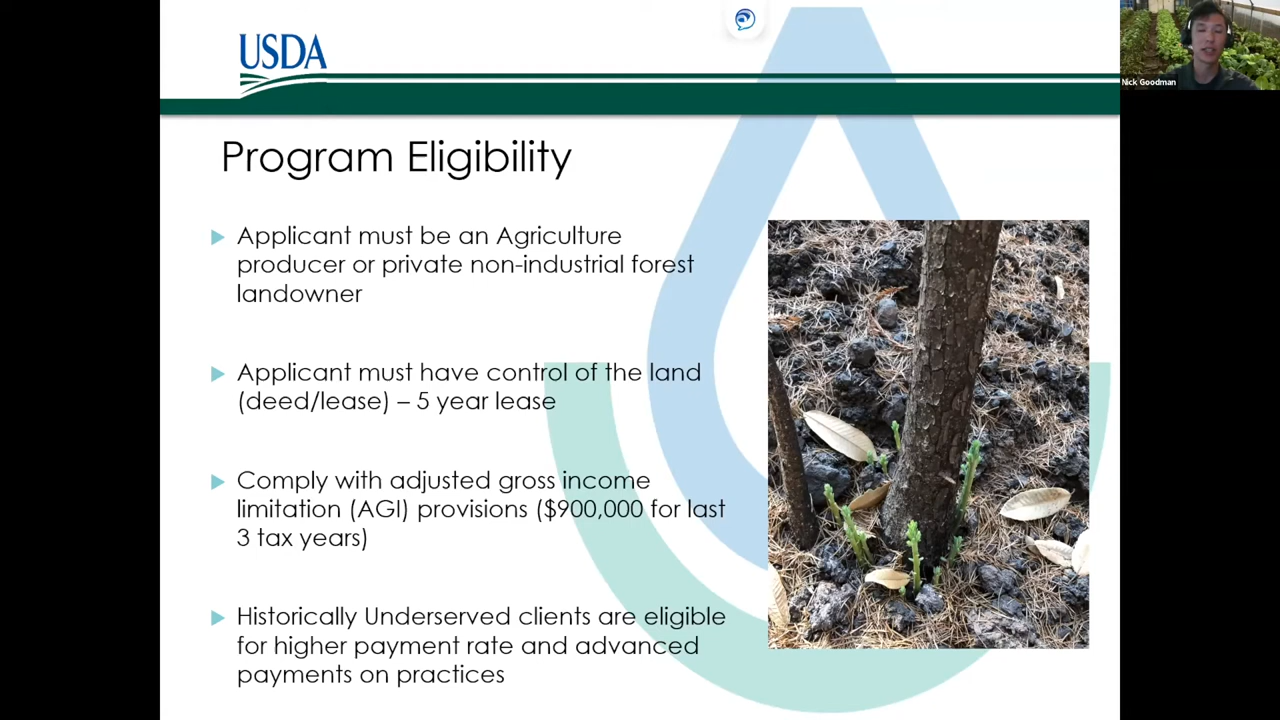 USDA
Nick Goodman
Program Eligibility
Applicant must be an Agriculture
producer or private non-industrial forest
landowner
Applicant must have control of the land
(deed/lease) – 5 year lease
Comply with adjusted gross income
limitation (AGI) provisions ($900,000 for last
3 tax years)
Historically Underserved clients are eligible
for higher payment rate and advanced
payments on practices